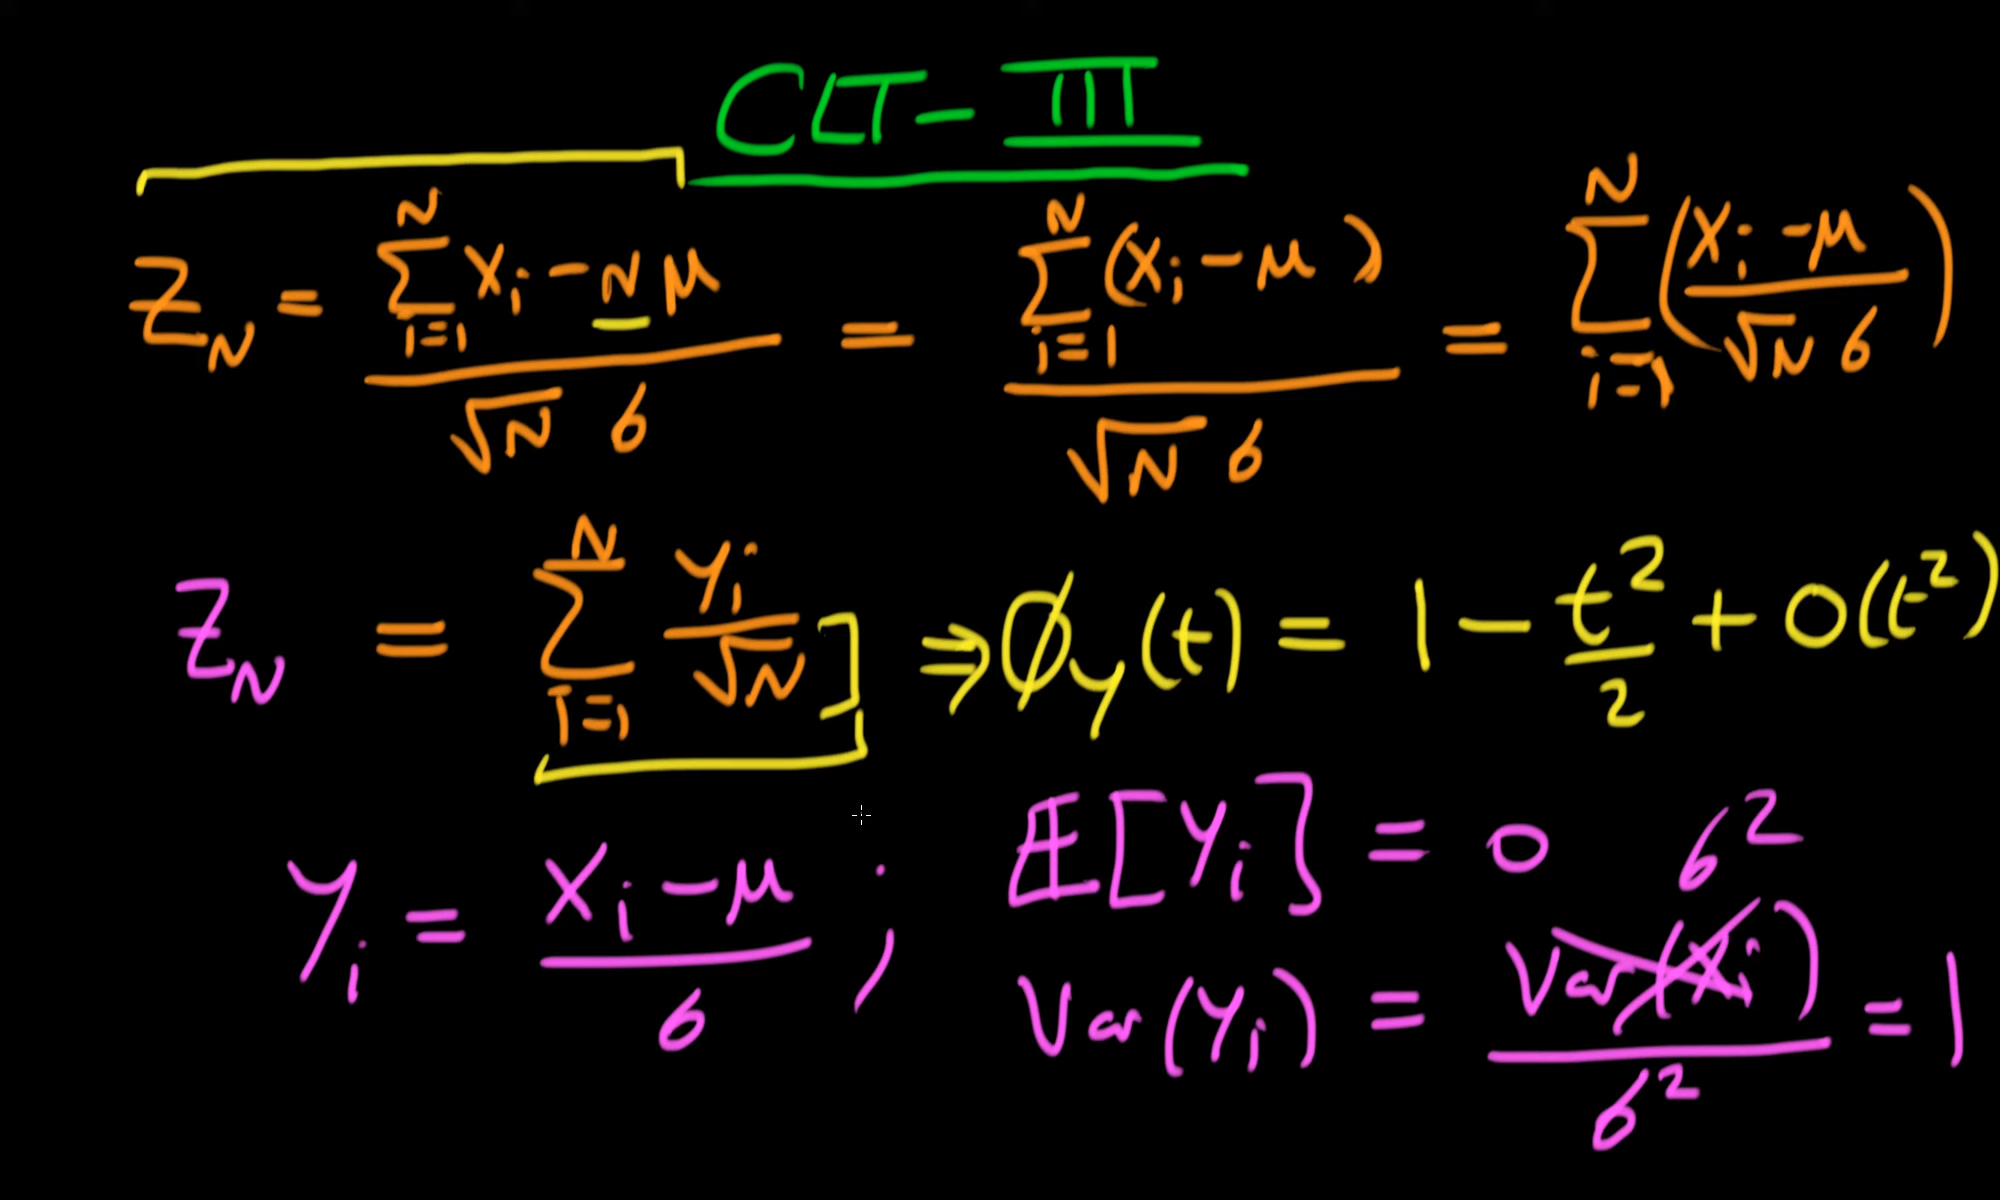 CLT - III
Z_N = (∑_{i=1}^{N} X_i - Nμ) / (√N σ) = (∑_{i=1}^{N} (X_i - μ)) / (√N σ) = ∑_{i=1}^{N} ((X_i - μ) / (√N σ))
Z_N = ∑_{i=1}^{N} Y_i / √N ] ⇒ ϕ_Y(t) = 1 - t²/2 + O(t²)
Y_i = (X_i - μ) / σ ;
E[Y_i] = 0
σ²
Var(Y_i) = Var(X_i) / σ² = 1